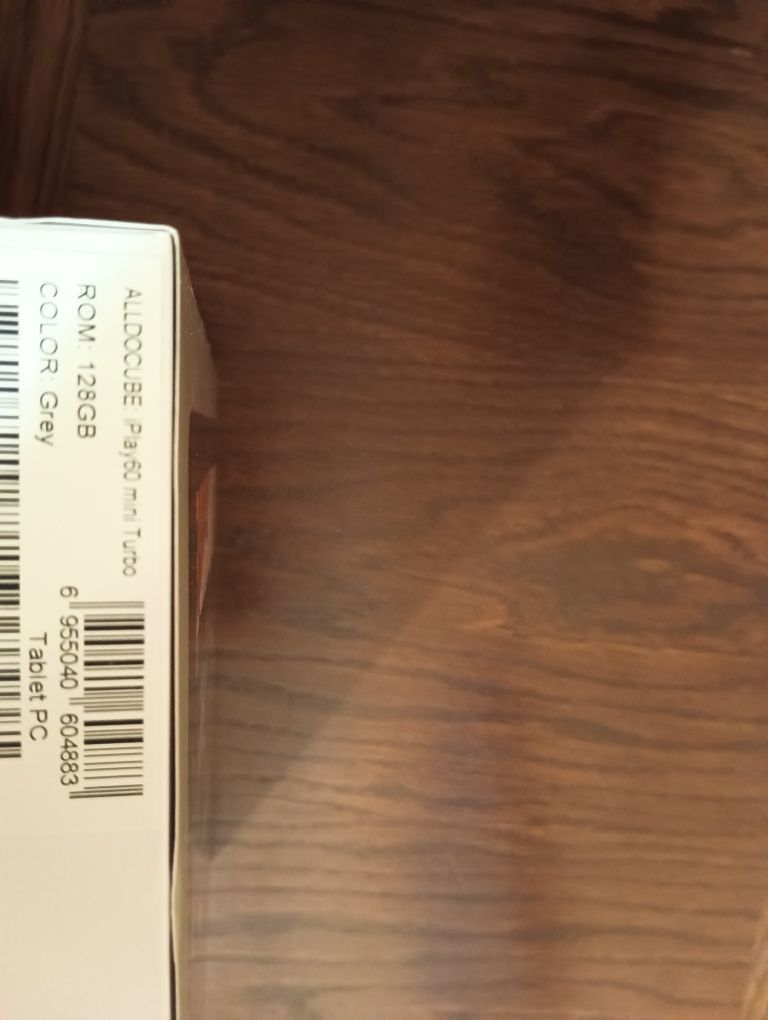 ALLDOCUBE: iPlay60 mini Turbo
ROM: 128GB
COLOR: Grey
6 955040 604883
Tablet PC